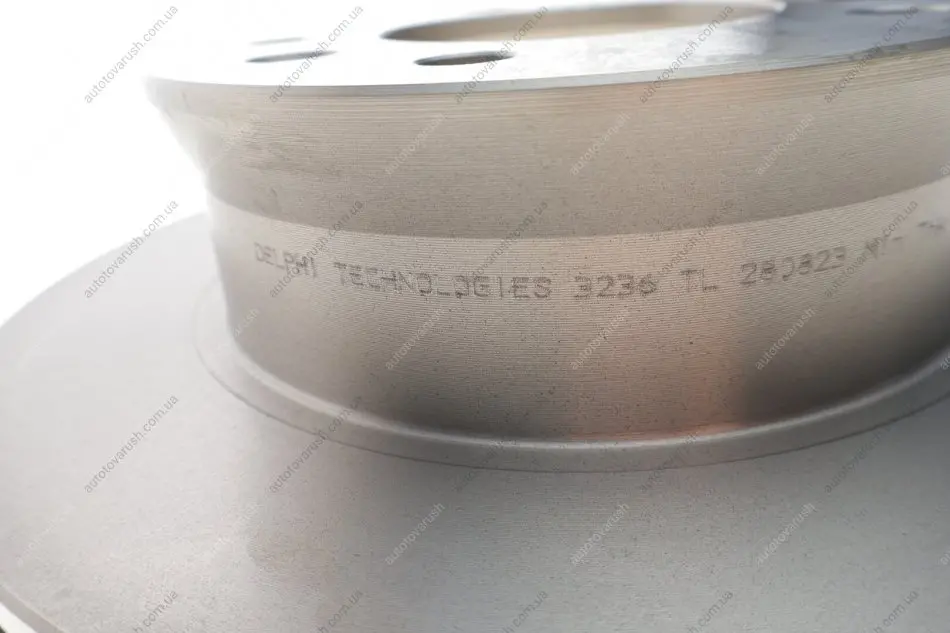 DELPHI TECHNOLOGIES 3236 TL 280823
autotovarush.com.ua